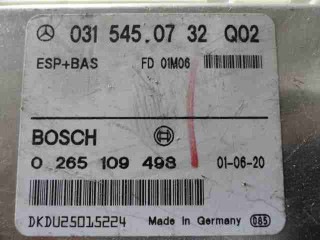 031 545.07 32 Q02
ESP+BAS FD 01M06
BOSCH
0 265 109 493 01-06-20
DKDU25015224 Made in Germany 085